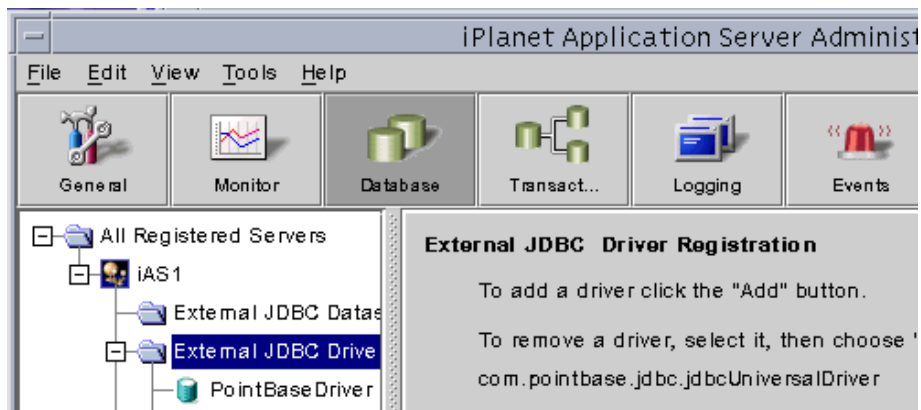 iPlanet Application Server Administ
File Edit View Tools Help
General Monitor Database Transact... Logging Events
All Registered Servers
iAS1
External JDBC Datas
External JDBC Drive
PointBaseDriver
External JDBC Driver Registration
To add a driver click the "Add" button.
To remove a driver, select it, then choose '
com.pointbase.jdbc.jdbcUniversalDriver